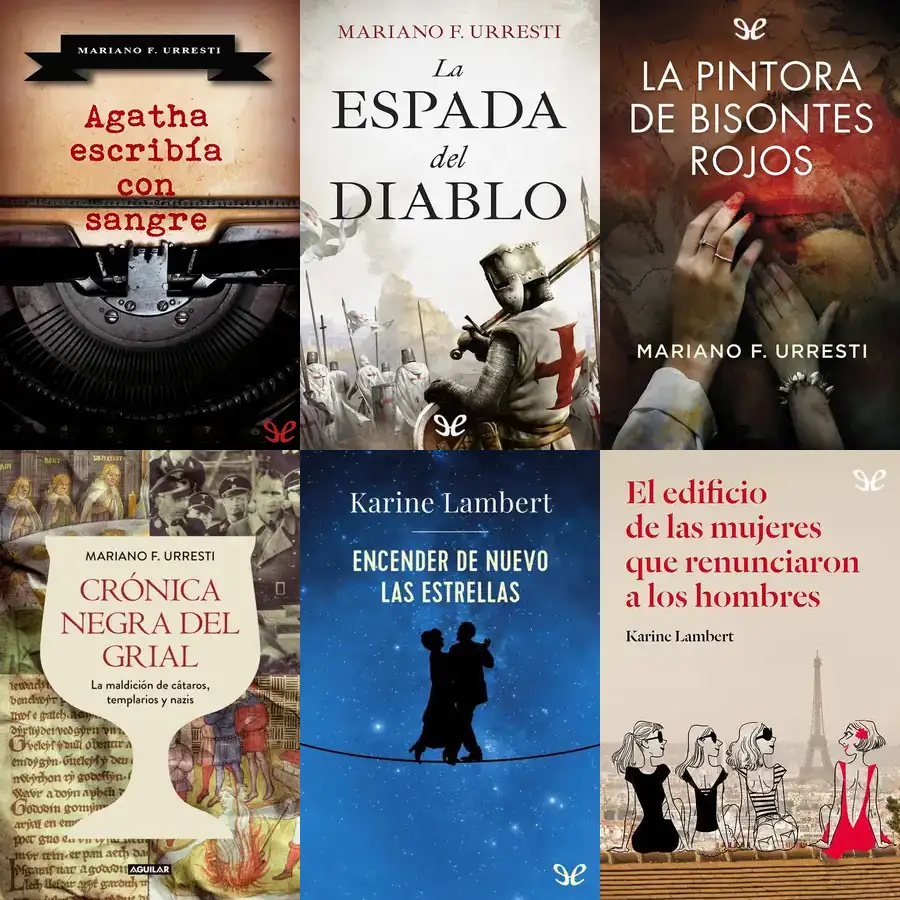 MARIANO F. URRESTI
Agatha
escribía
con
sangre
MARIANO F. URRESTI
La
ESPADA
del
DIABLO
LA PINTORA
DE BISONTES
ROJOS
MARIANO F. URRESTI
MARIANO F. URRESTI
CRÓNICA
NEGRA DEL
GRIAL
La maldición de cátaros,
templarios y nazis
AGUILAR
Karine Lambert
ENCENDER DE NUEVO
LAS ESTRELLAS
El edificio
de las mujeres
que renunciaron
a los hombres
Karine Lambert